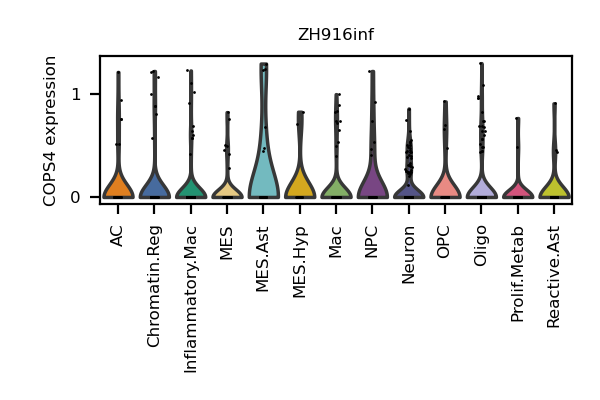 ZH916inf
COPS4 expression
1
0
AC
Chromatin.Reg
Inflammatory.Mac
MES
MES.Ast
MES.Hyp
Mac
NPC
Neuron
OPC
Oligo
Prolif.Metab
Reactive.Ast